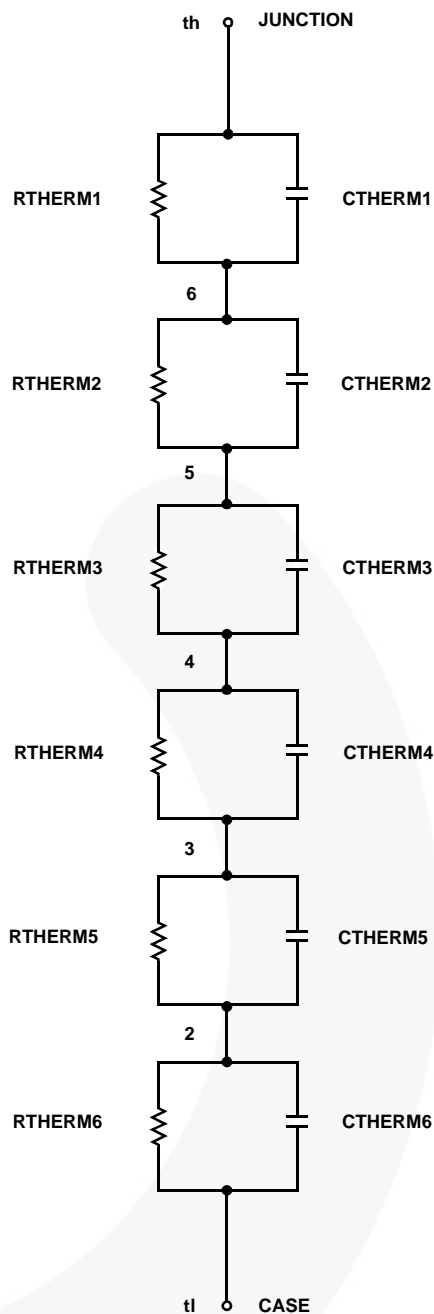 th JUNCTION
RTHERM1 CTHERM1
6
RTHERM2 CTHERM2
5
RTHERM3 CTHERM3
4
RTHERM4 CTHERM4
3
RTHERM5 CTHERM5
2
RTHERM6 CTHERM6
tl CASE